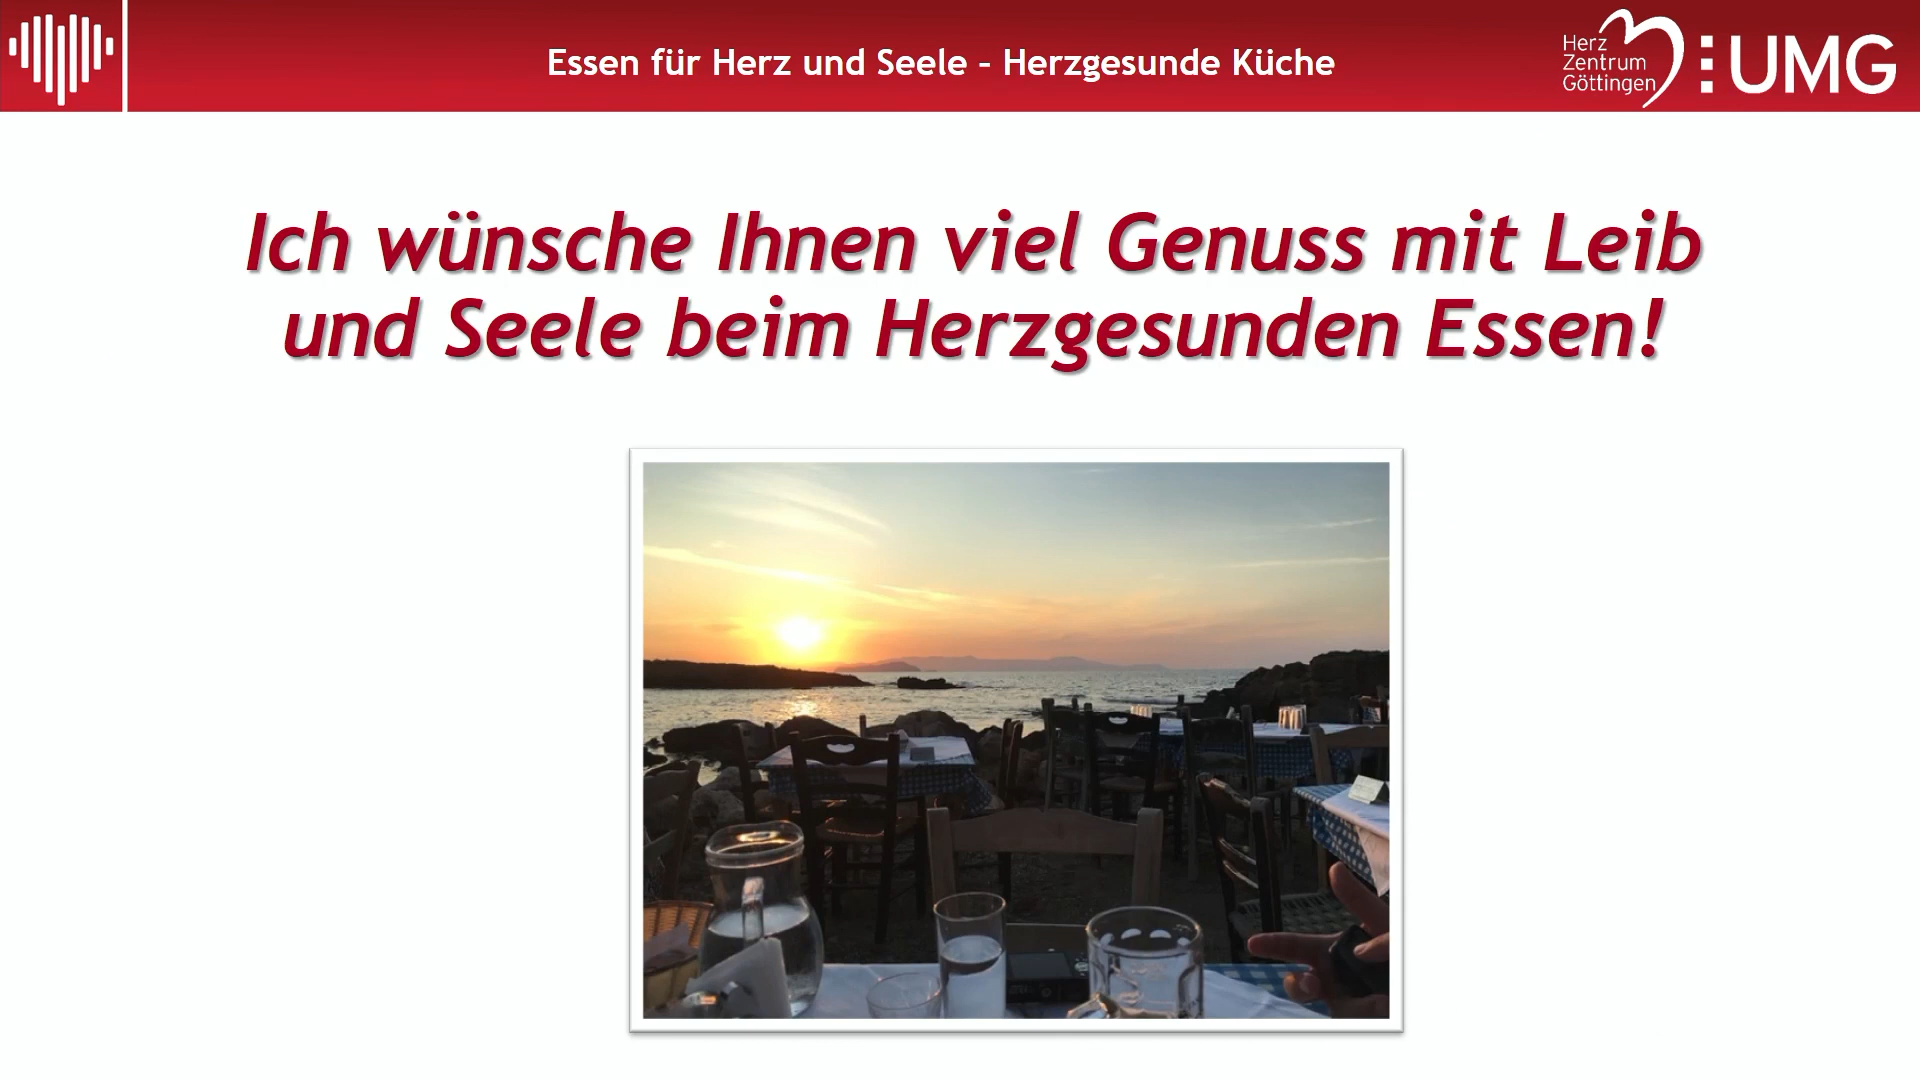 Essen für Herz und Seele - Herzgesunde Küche
Herz
Zentrum
Göttingen
UMG
Ich wünsche Ihnen viel Genuss mit Leib
und Seele beim Herzgesunden Essen!